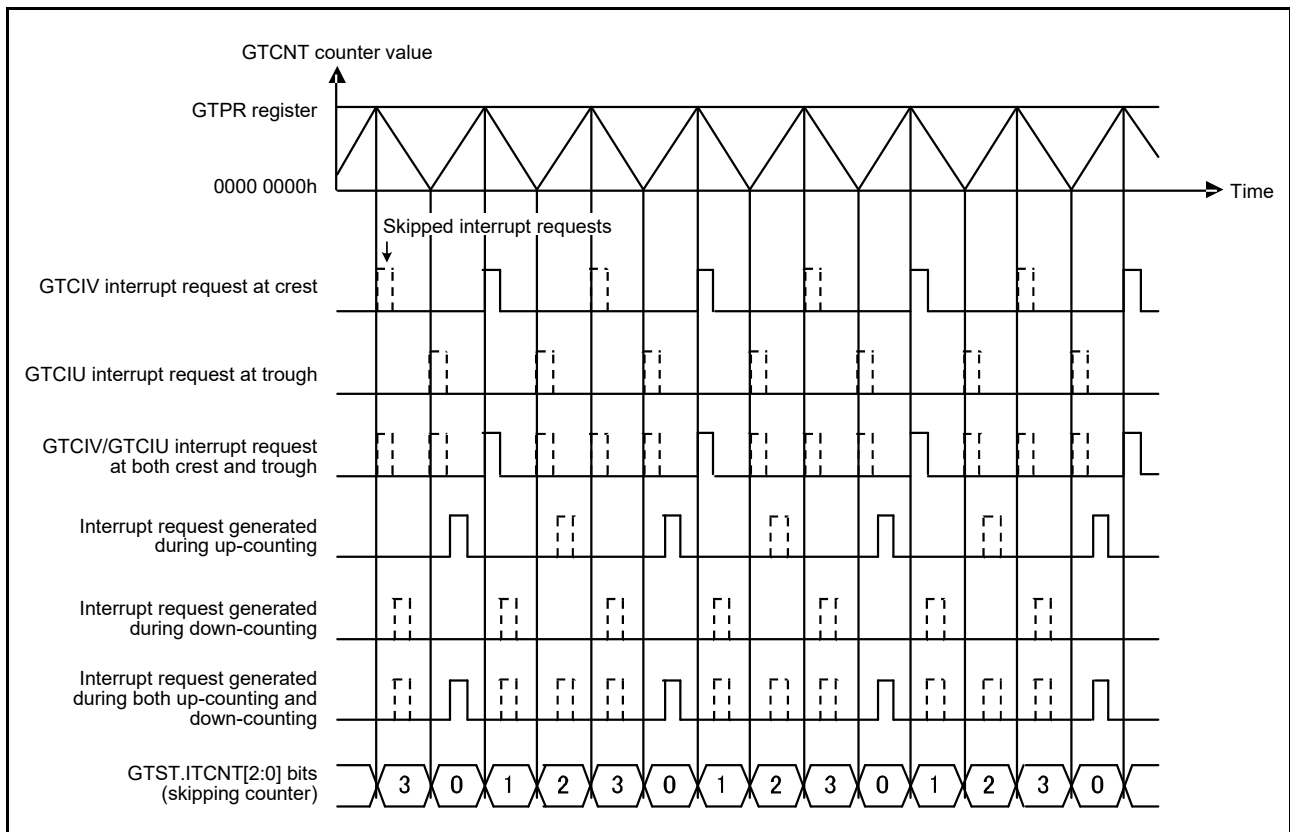 GTCNT counter value
GTPR register
0000 0000h
Time
Skipped interrupt requests
GTCIV interrupt request at crest
GTCIU interrupt request at trough
GTCIV/GTCIU interrupt request
at both crest and trough
Interrupt request generated
during up-counting
Interrupt request generated
during down-counting
Interrupt request generated
during both up-counting and
down-counting
GTST.ITCNT[2:0] bits
(skipping counter)
3 0 1 2 3 0 1 2 3 0 1 2 3 0